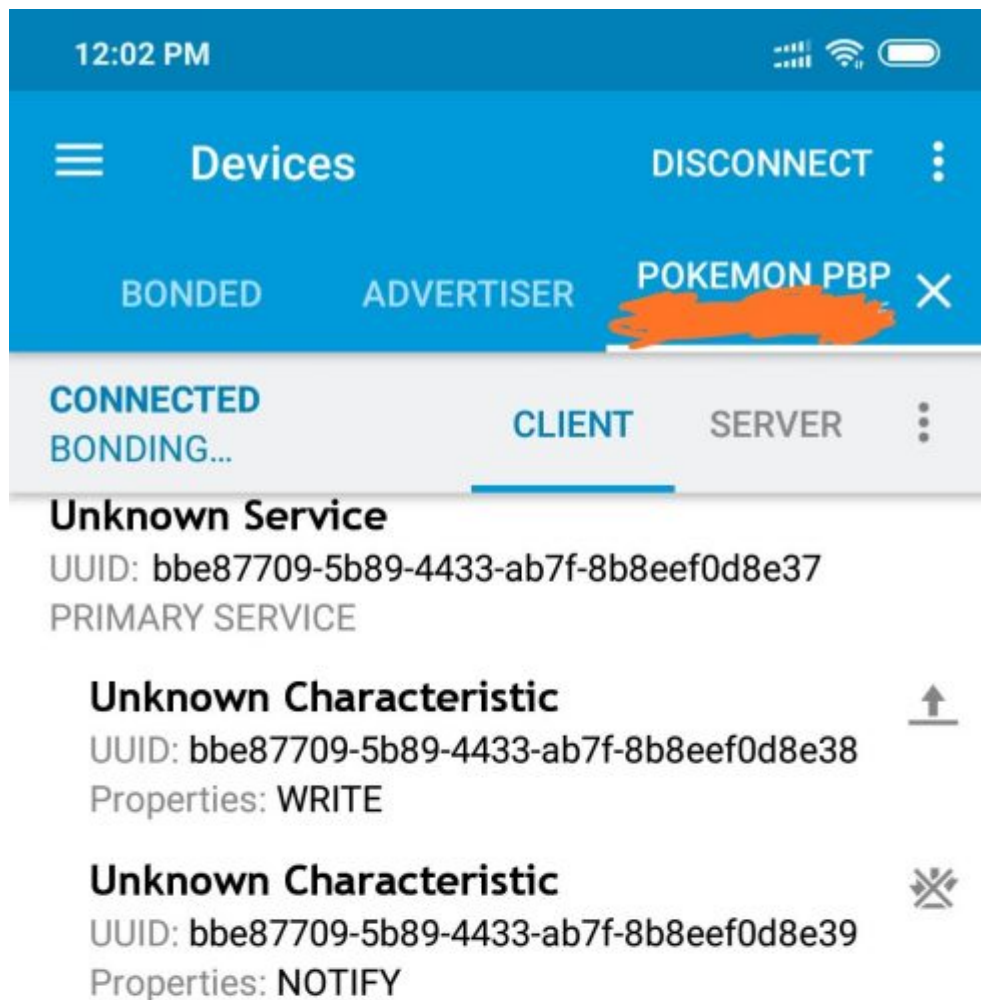 12:02 PM
Devices
DISCONNECT
BONDED
ADVERTISER
POKEMON PBP
CONNECTED
BONDING...
CLIENT
SERVER
Unknown Service
UUID: bbe87709-5b89-4433-ab7f-8b8eef0d8e37
PRIMARY SERVICE
Unknown Characteristic
UUID: bbe87709-5b89-4433-ab7f-8b8eef0d8e38
Properties: WRITE
Unknown Characteristic
UUID: bbe87709-5b89-4433-ab7f-8b8eef0d8e39
Properties: NOTIFY